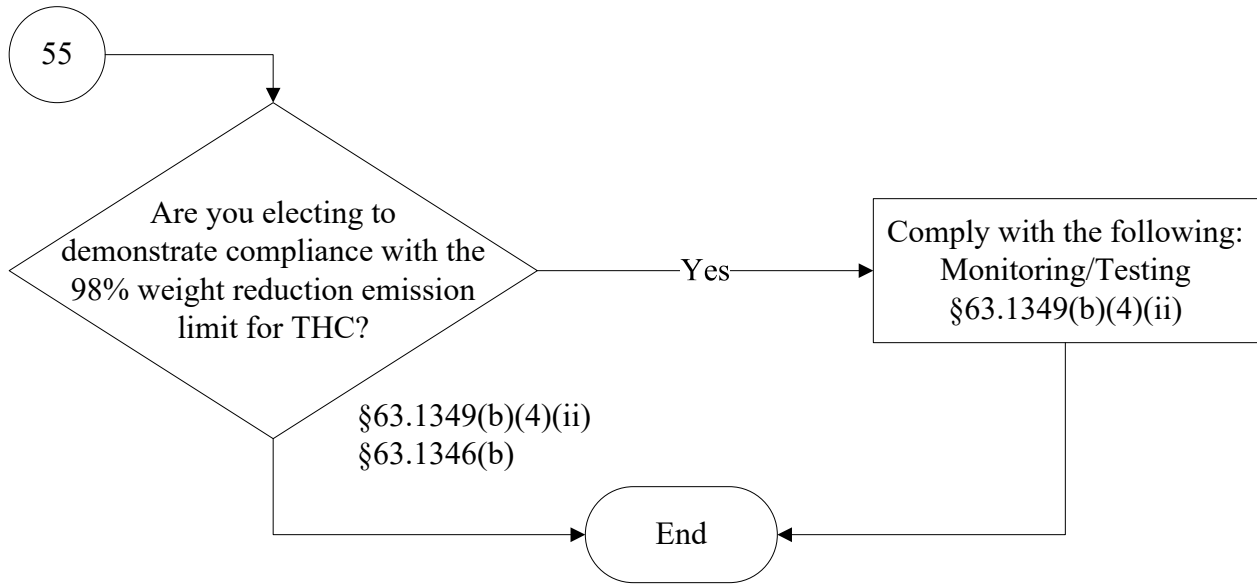 55
Are you electing to
demonstrate compliance with the
98% weight reduction emission
limit for THC?
Yes
Comply with the following:
Monitoring/Testing
§63.1349(b)(4)(ii)
§63.1349(b)(4)(ii)
§63.1346(b)
End